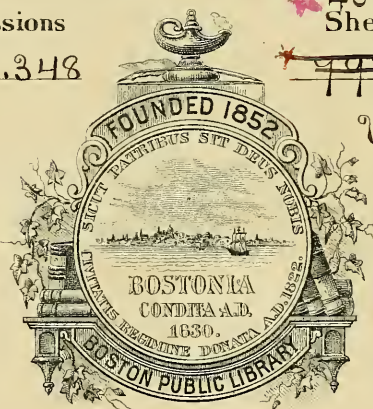 ssions
She
.348
FOUNDED 1852
SICUT PATRIBUS SIT DEUS NOBIS
BOSTONIA
CONDITA A.D.
1630.
CIVITATIS REGIMINE DONATA A.D. 1822.
BOSTON PUBLIC LIBRARY